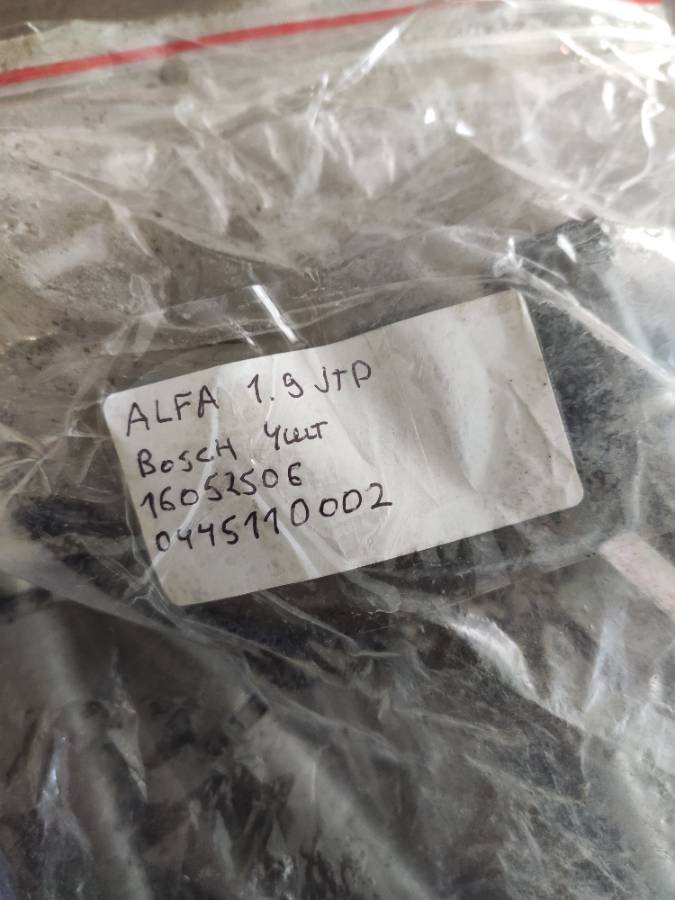 ALFA 1.9 JTD
BOSCH 4шт
16052506
0445110002